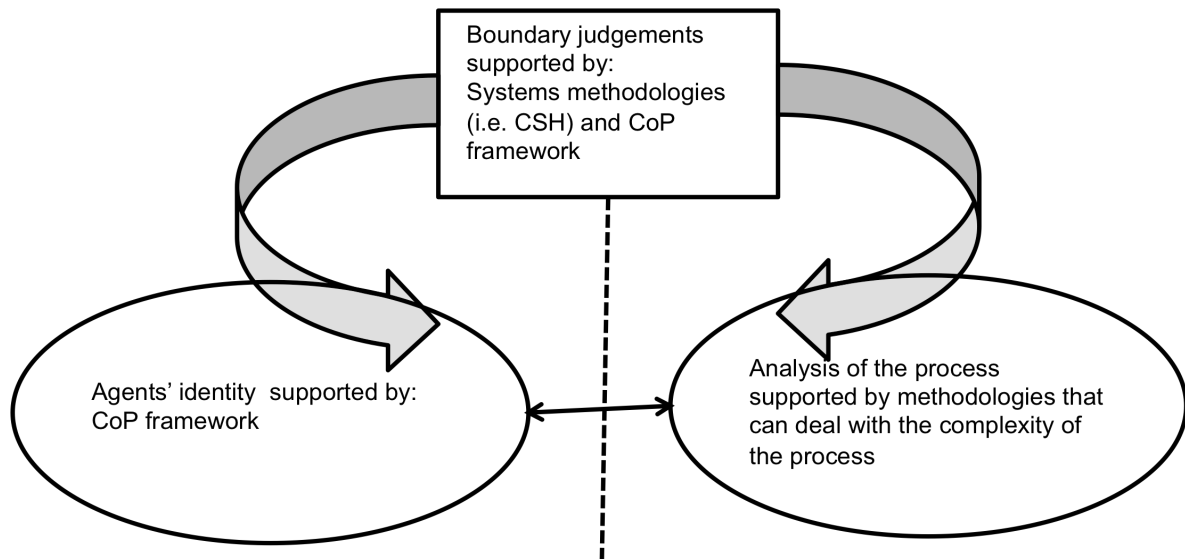 Boundary judgements
supported by:
Systems methodologies
(i.e. CSH) and CoP
framework
Agents’ identity  supported by:
CoP framework
Analysis of the process
supported by methodologies that
can deal with the complexity of
the process